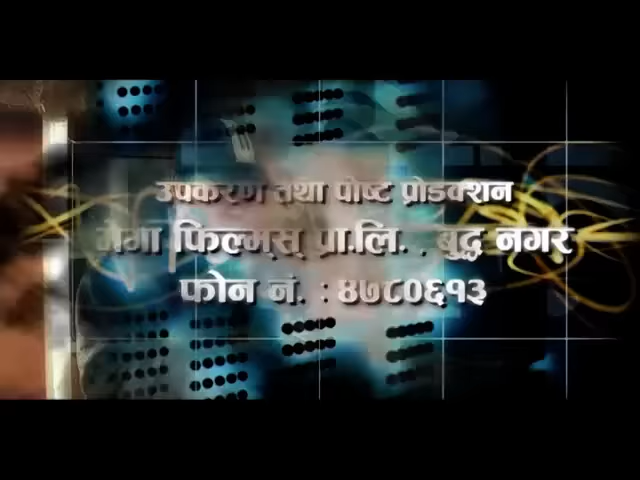 उपकरण तथा पोष्ट प्रोडक्शन
मेगा फिल्म्स् प्रा.लि. , बुद्ध नगर
फोन नं. : ४७८०६१३